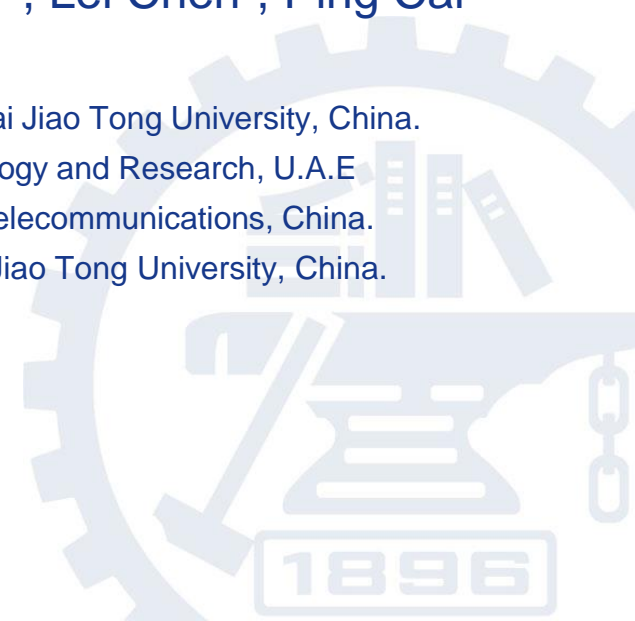 , Lei Chen , Ping Cai
ai Jiao Tong University, China.
ogy and Research, U.A.E
elecommunications, China.
Jiao Tong University, China.
1896